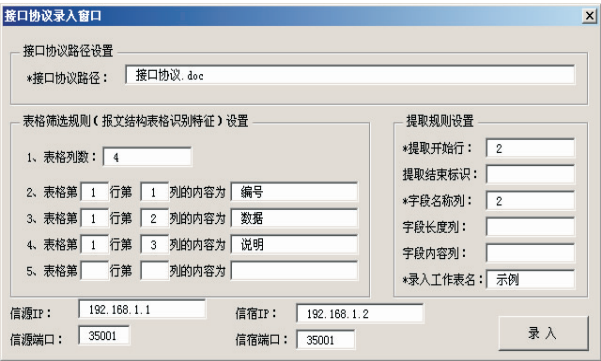 接口协议录入窗口
接口协议路径设置
*接口协议路径： 接口协议.doc
表格筛选规则(报文结构表格识别特征)设置
1、表格列数： 4
2、表格第 1 行第 1 列的内容为 编号
3、表格第 1 行第 2 列的内容为 数据
4、表格第 1 行第 3 列的内容为 说明
5、表格第 行第 列的内容为
提取规则设置
*提取开始行： 2
提取结束标识：
*字段名称列： 2
字段长度列：
字段内容列：
*录入工作表名： 示例
信源IP： 192.168.1.1 信宿IP： 192.168.1.2
信源端口： 35001 信宿端口： 35001
录 入